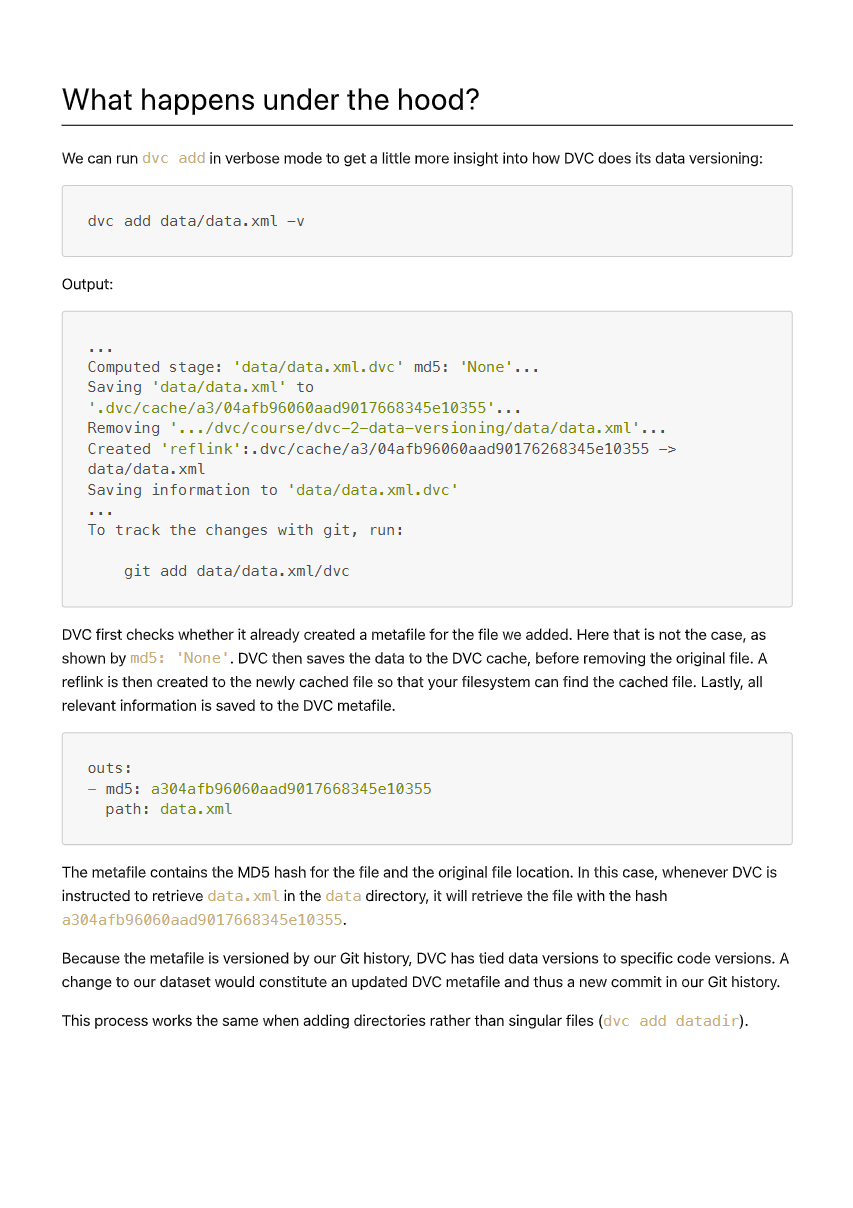 What happens under the hood?
We can run dvc add in verbose mode to get a little more insight into how DVC does its data versioning:
dvc add data/data.xml –v
Output:
...
Computed stage: 'data/data.xml.dvc' md5: 'None'...
Saving 'data/data.xml' to
'.dvc/cache/a3/04afb96060aad9017668345e10355'...
Removing '.../dvc/course/dvc-2-data-versioning/data/data.xml'...
Created 'reflink':.dvc/cache/a3/04afb96060aad90176268345e10355 –>
data/data.xml
Saving information to 'data/data.xml.dvc'
...
To track the changes with git, run:
git add data/data.xml/dvc
DVC first checks whether it already created a metafile for the file we added. Here that is not the case, as
shown by md5: 'None'. DVC then saves the data to the DVC cache, before removing the original file. A
reflink is then created to the newly cached file so that your filesystem can find the cached file. Lastly, all
relevant information is saved to the DVC metafile.
outs:
– md5: a304afb96060aad9017668345e10355
path: data.xml
The metafile contains the MD5 hash for the file and the original file location. In this case, whenever DVC is
instructed to retrieve data.xml in the data directory, it will retrieve the file with the hash
a304afb96060aad9017668345e10355.
Because the metafile is versioned by our Git history, DVC has tied data versions to specific code versions. A
change to our dataset would constitute an updated DVC metafile and thus a new commit in our Git history.
This process works the same when adding directories rather than singular files (dvc add datadir).